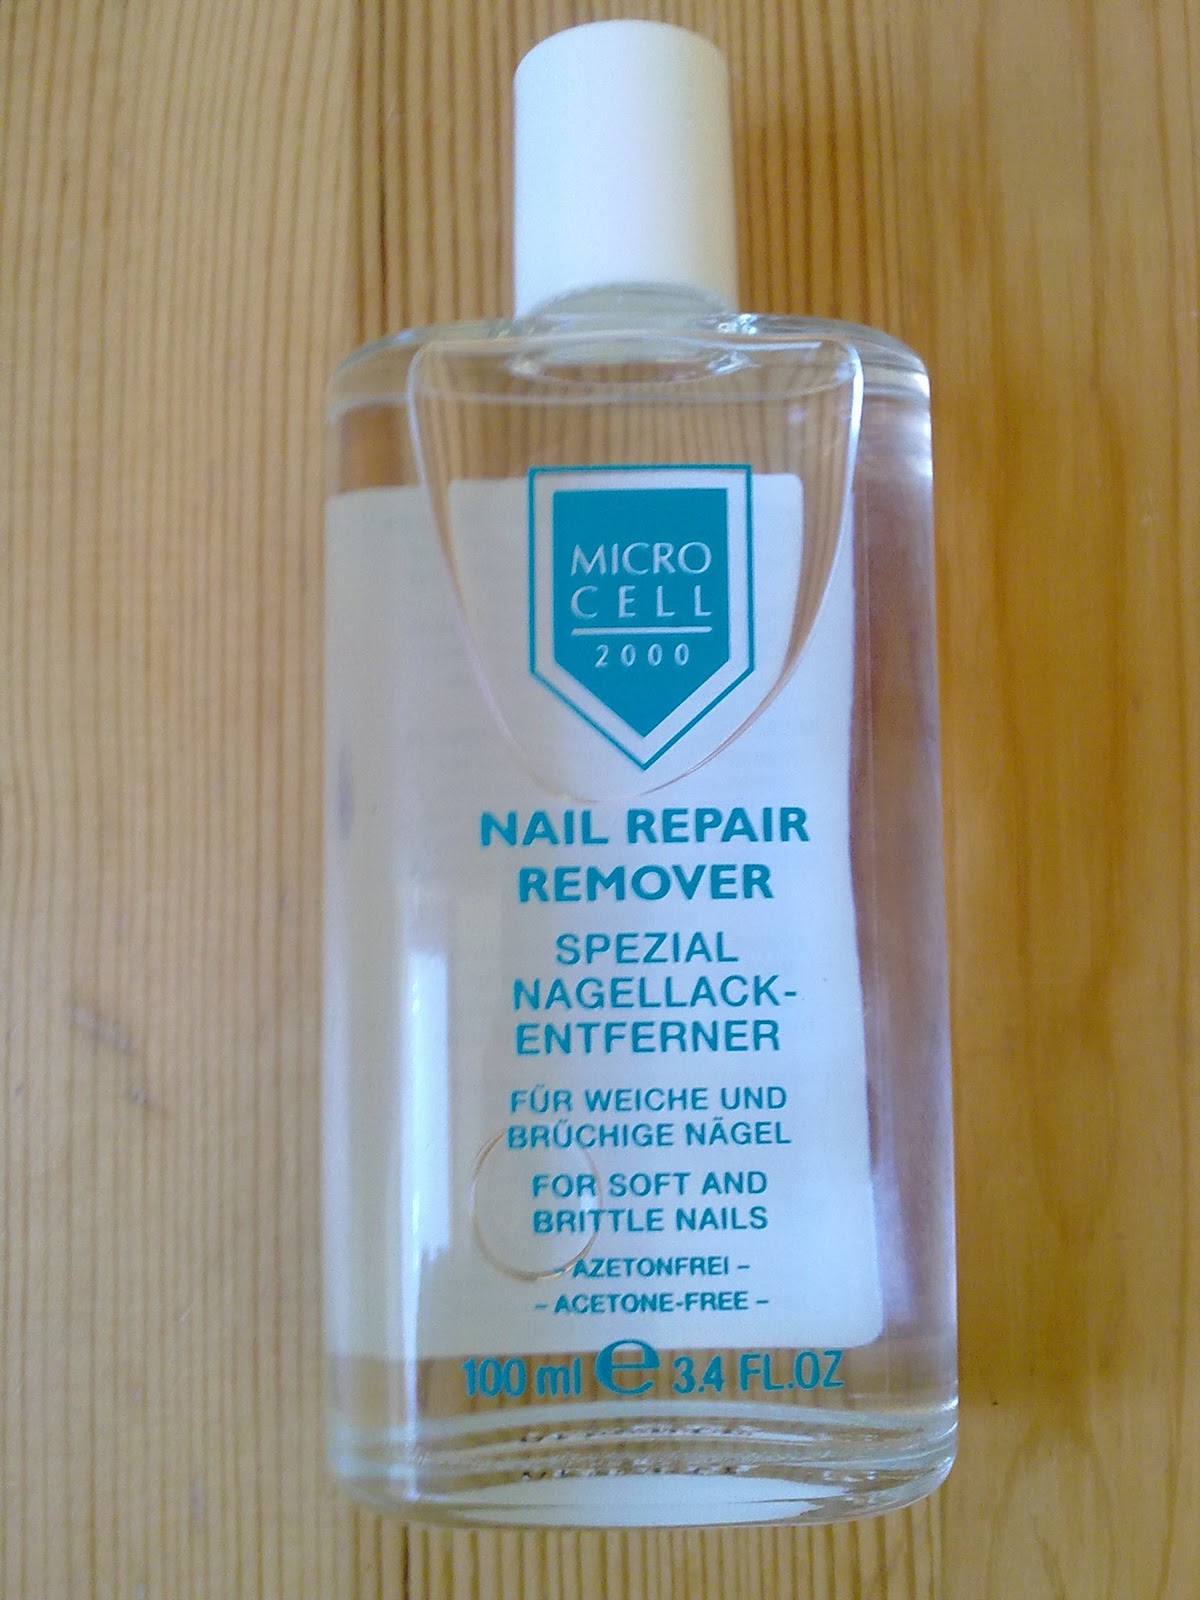 MICRO
CELL
2000
NAIL REPAIR
REMOVER
SPEZIAL
NAGELLACK-
ENTFERNER
FÜR WEICHE UND
BRÜCHIGE NÄGEL
FOR SOFT AND
BRITTLE NAILS
- AZETONFREI -
- ACETONE-FREE -
100 ml e 3.4 FL.OZ